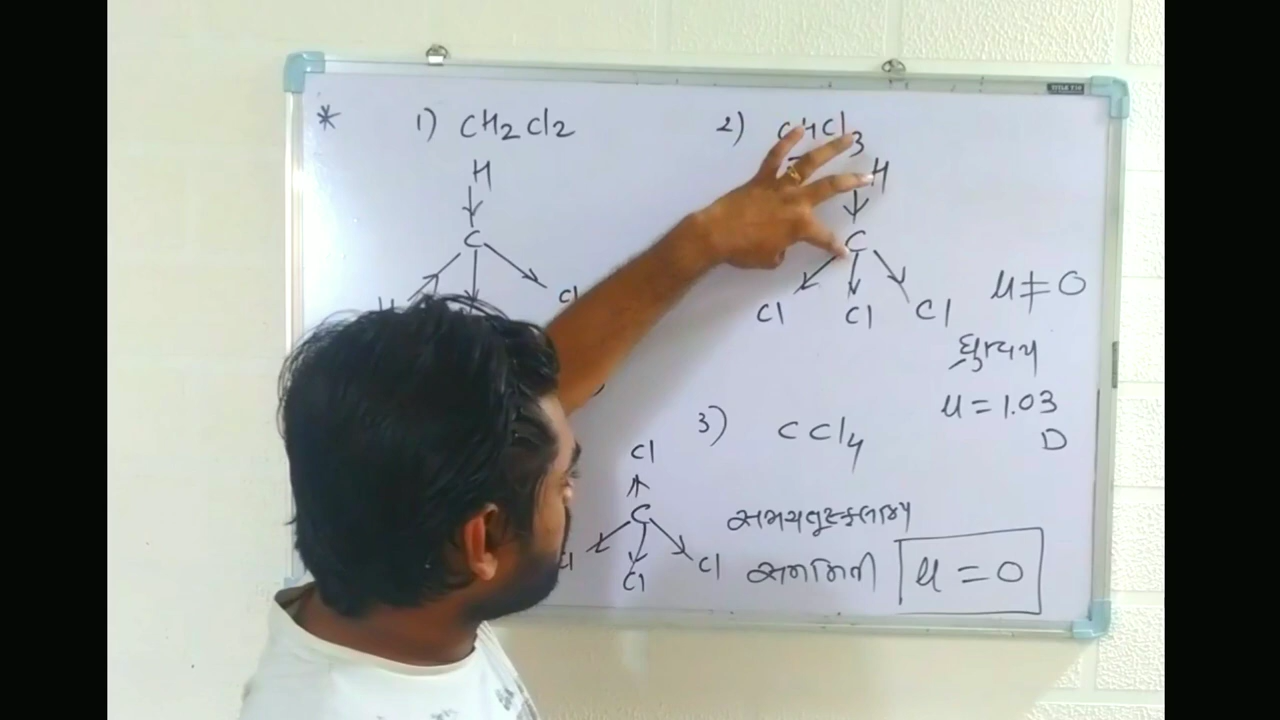 * 1) CH2Cl2
H
C
Cl
2) CHCl3
H
C
Cl Cl Cl
μ ≠ 0
ધ્રુવીય
μ = 1.03
D
3) CCl4
Cl
C
Cl Cl Cl
સમચતુષ્ફલકીય
સમમિતી μ = 0